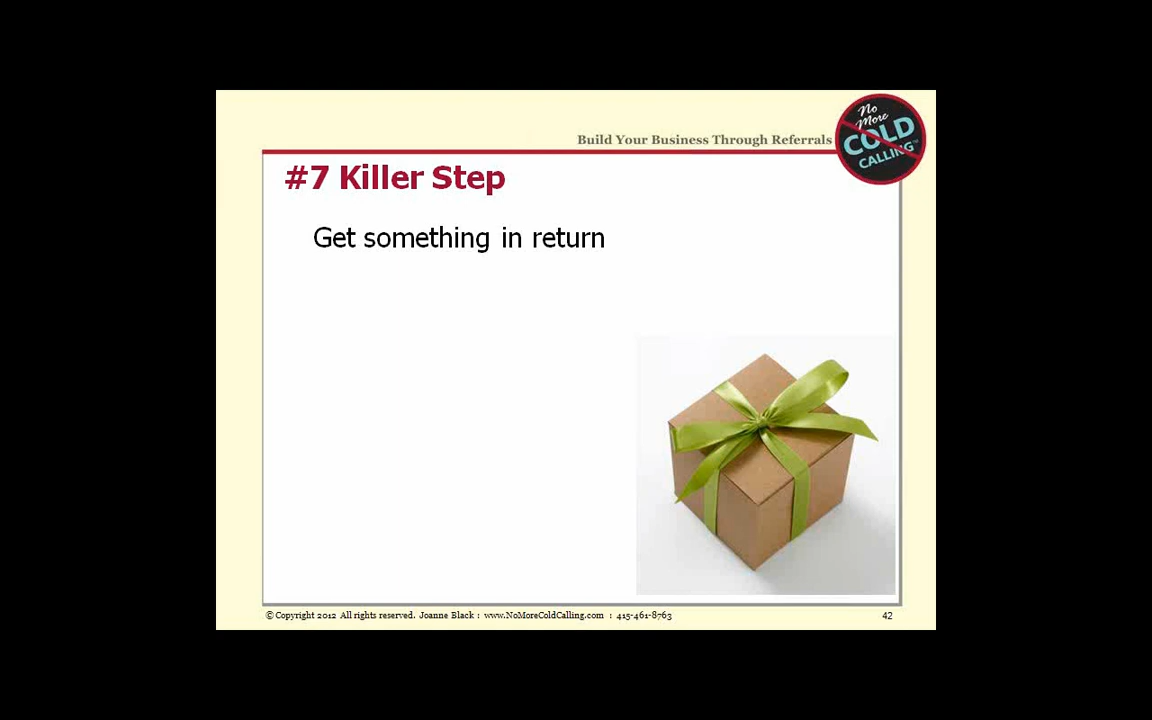 Build Your Business Through Referrals
No
More
COLD
CALLING™
#7 Killer Step
Get something in return
© Copyright 2012 All rights reserved. Joanne Black : www.NoMoreColdCalling.com : 415-461-8763
42